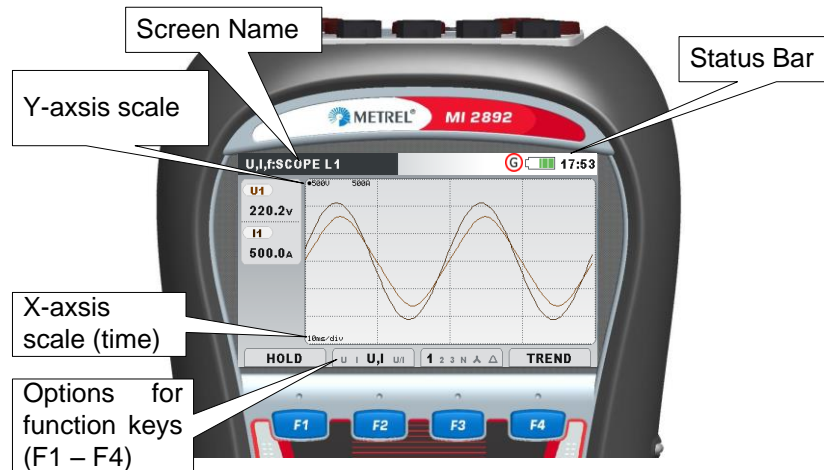 Screen Name
Status Bar
Y-axsis scale
METREL®
MI 2892
U,I,f:SCOPE L1
G
17:53
500V 500A
U1
220.2V
I1
500.0A
X-axsis
scale (time)
10ms/div
HOLD
U I U,I U/I
1 2 3 N
TREND
Options for
function keys
(F1 – F4)
F1
F2
F3
F4